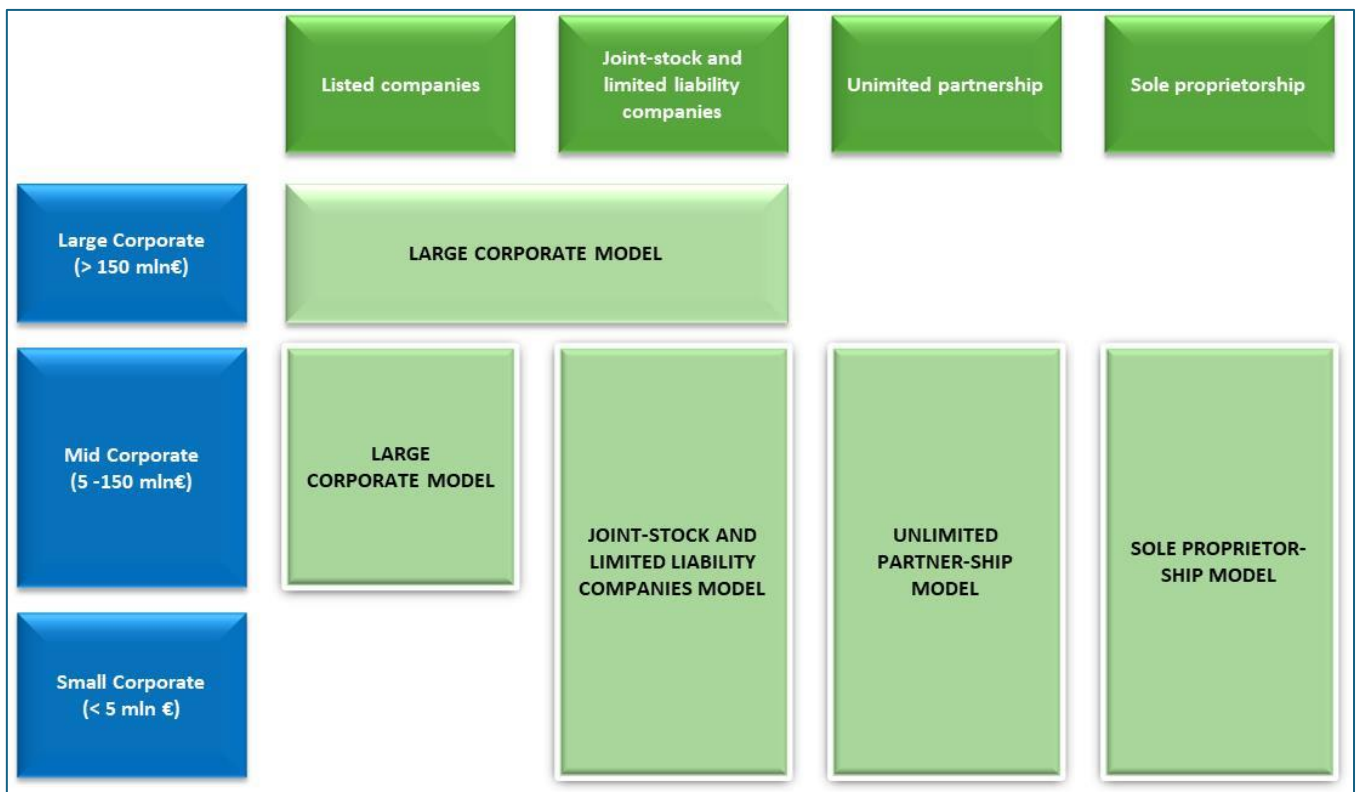 Listed companies
Joint-stock and
limited liability
companies
Unimited partnership
Sole proprietorship
Large Corporate
(> 150 mln€)
LARGE CORPORATE MODEL
Mid Corporate
(5 -150 mln€)
LARGE
CORPORATE MODEL
JOINT-STOCK AND
LIMITED LIABILITY
COMPANIES MODEL
UNLIMITED
PARTNER-SHIP
MODEL
SOLE PROPRIETOR-
SHIP MODEL
Small Corporate
(< 5 mln €)